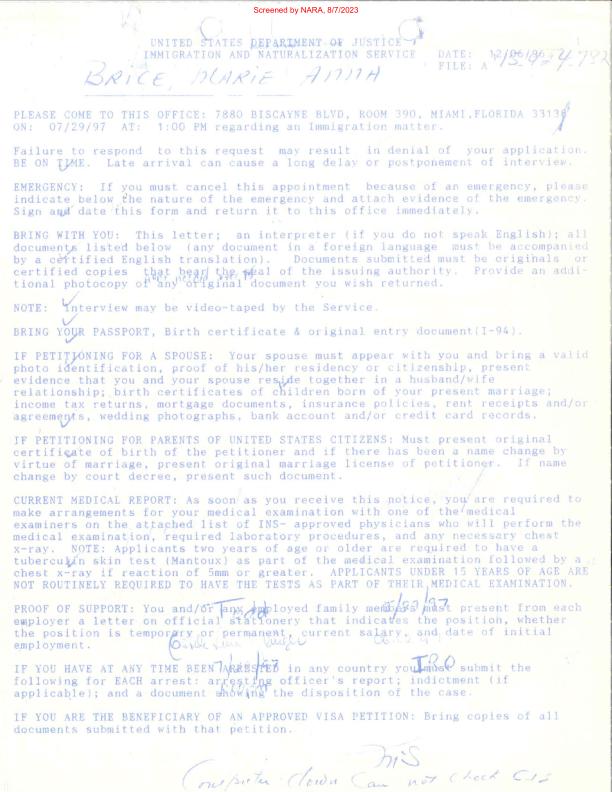 Screened by NARA, 8/7/2023
UNITED STATES DEPARTMENT OF JUSTICE
IMMIGRATION AND NATURALIZATION SERVICE DATE: 12/06/96
FILE: A
BRICE, MARIE ANNA
PLEASE COME TO THIS OFFICE: 7880 BISCAYNE BLVD, ROOM 390, MIAMI,FLORIDA 33138
ON: 07/29/97 AT: 1:00 PM regarding an Immigration matter.
Failure to respond to this request may result in denial of your application.
BE ON TIME. Late arrival can cause a long delay or postponement of interview.
EMERGENCY: If you must cancel this appointment because of an emergency, please
indicate below the nature of the emergency and attach evidence of the emergency.
Sign and date this form and return it to this office immediately.
BRING WITH YOU: This letter; an interpreter (if you do not speak English); all
documents listed below (any document in a foreign language must be accompanied
by a certified English translation). Documents submitted must be originals or
certified copies that bear the seal of the issuing authority. Provide an addi-
tional photocopy of any original document you wish returned.
NOTE: Interview may be video-taped by the Service.
BRING YOUR PASSPORT, Birth certificate & original entry document(I-94).
IF PETITIONING FOR A SPOUSE: Your spouse must appear with you and bring a valid
photo identification, proof of his/her residency or citizenship, present
evidence that you and your spouse reside together in a husband/wife
relationship; birth certificates of children born of your present marriage;
income tax returns, mortgage documents, insurance policies, rent receipts and/or
agreements, wedding photographs, bank account and/or credit card records.
IF PETITIONING FOR PARENTS OF UNITED STATES CITIZENS: Must present original
certificate of birth of the petitioner and if there has been a name change by
virtue of marriage, present original marriage license of petitioner. If name
change by court decree, present such document.
CURRENT MEDICAL REPORT: As soon as you receive this notice, you are required to
make arrangements for your medical examination with one of the medical
examiners on the attached list of INS- approved physicians who will perform the
medical examination, required laboratory procedures, and any necessary chest
x-ray. NOTE: Applicants two years of age or older are required to have a
tuberculin skin test (Mantoux) as part of the medical examination followed by a
chest x-ray if reaction of 5mm or greater. APPLICANTS UNDER 15 YEARS OF AGE ARE
NOT ROUTINELY REQUIRED TO HAVE THE TESTS AS PART OF THEIR MEDICAL EXAMINATION.
PROOF OF SUPPORT: You and/or any employed family members must present from each
employer a letter on official stationery that indicates the position, whether
the position is temporary or permanent, current salary, and date of initial
employment.
IF YOU HAVE AT ANY TIME BEEN ARRESTED in any country you must submit the
following for EACH arrest: arresting officer's report; indictment (if
applicable); and a document showing the disposition of the case.
IF YOU ARE THE BENEFICIARY OF AN APPROVED VISA PETITION: Bring copies of all
documents submitted with that petition.
Computer down Can not Check